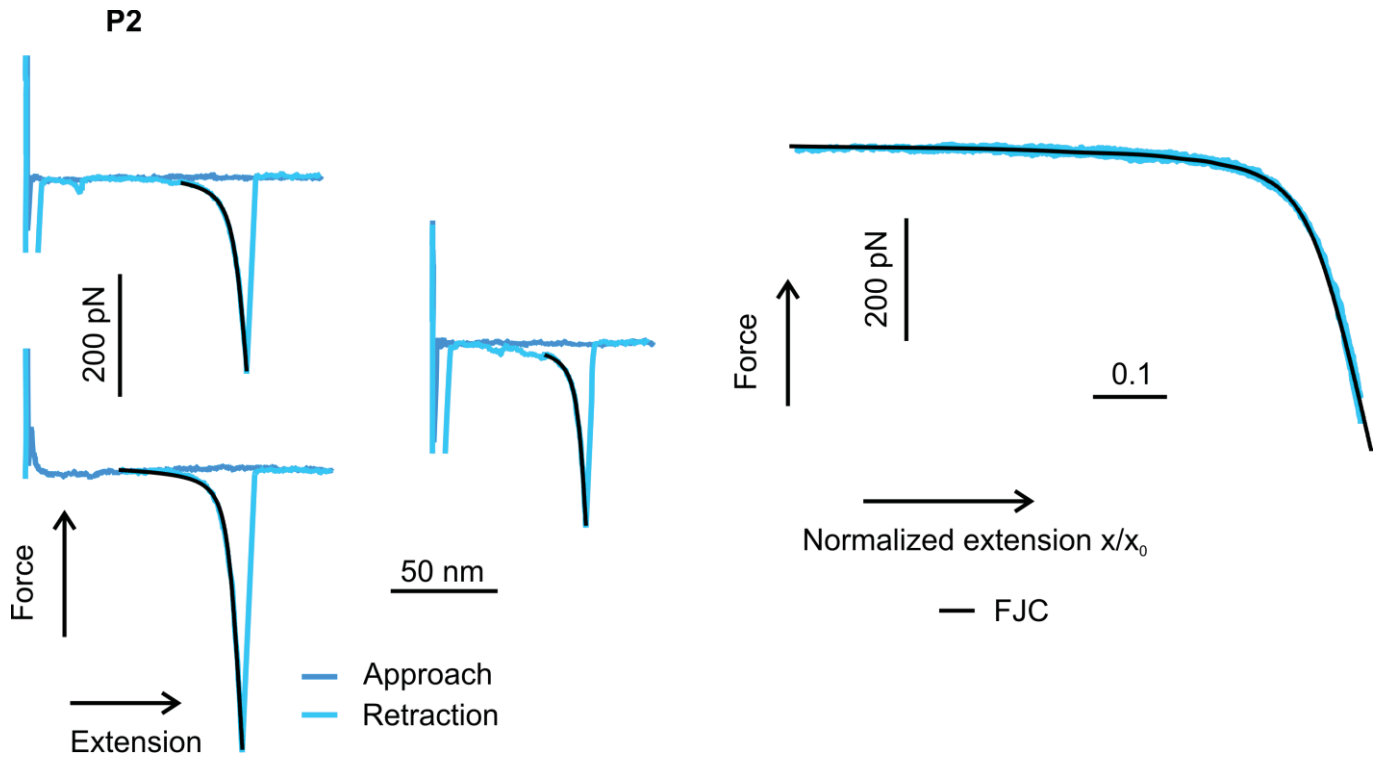 P2
200 pN
Force
Extension
50 nm
Approach
Retraction
200 pN
Force
0.1
Normalized extension x/x₀
FJC